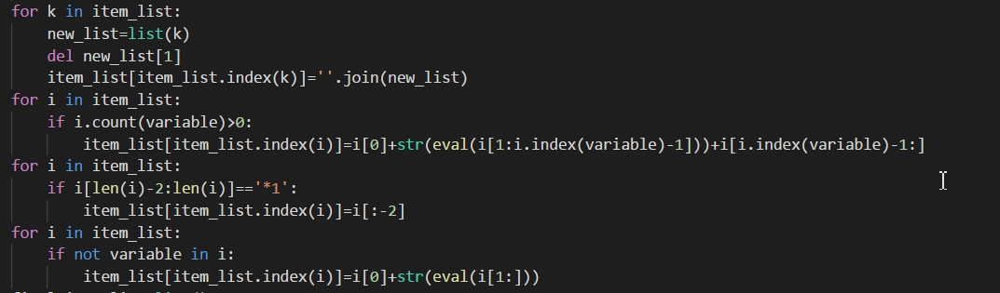 for k in item_list:
    new_list=list(k)
    del new_list[1]
    item_list[item_list.index(k)]=''.join(new_list)
for i in item_list:
    if i.count(variable)>0:
        item_list[item_list.index(i)]=i[0]+str(eval(i[1:i.index(variable)-1]))+i[i.index(variable)-1:]
for i in item_list:
    if i[len(i)-2:len(i)]=='*1':
        item_list[item_list.index(i)]=i[:-2]
for i in item_list:
    if not variable in i:
        item_list[item_list.index(i)]=i[0]+str(eval(i[1:]))